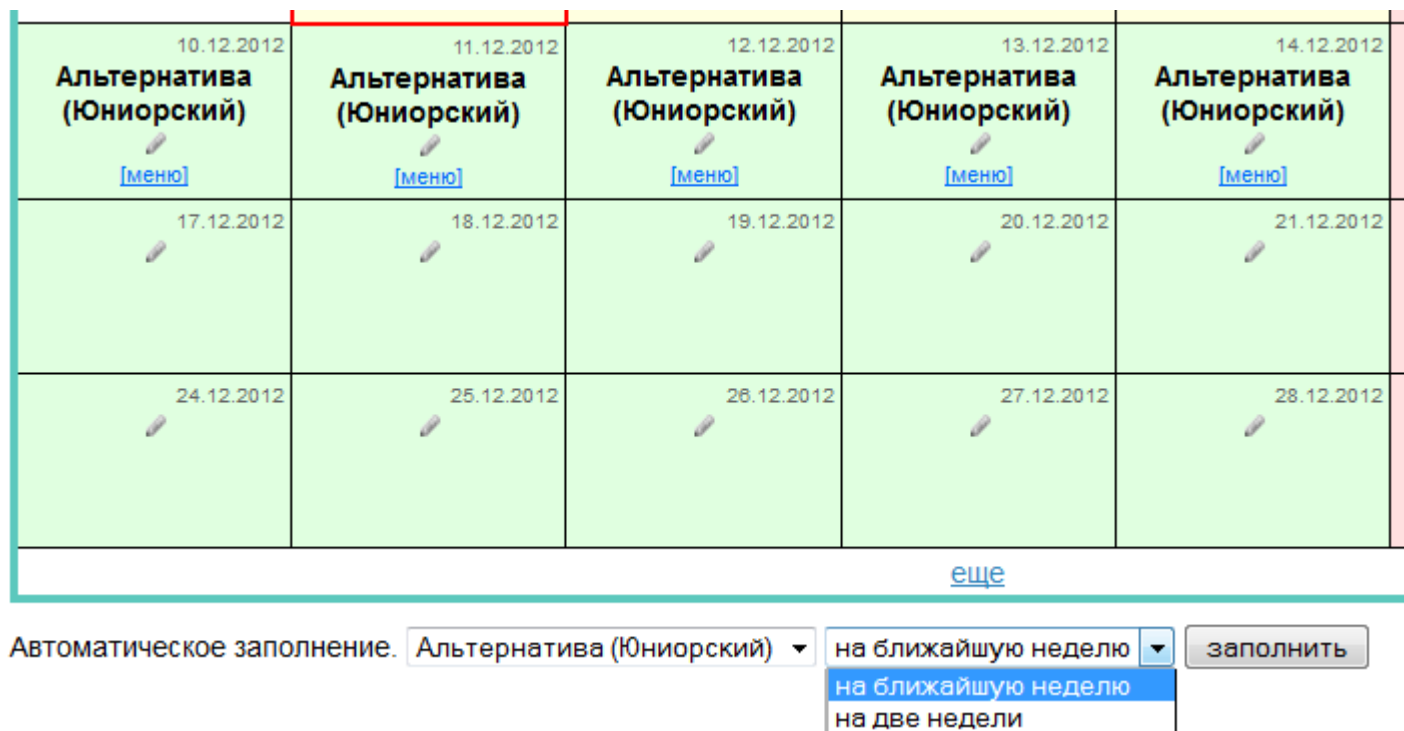 10.12.2012 11.12.2012 12.12.2012 13.12.2012 14.12.2012
Альтернатива Альтернатива Альтернатива Альтернатива Альтернатива
(Юниорский) (Юниорский) (Юниорский) (Юниорский) (Юниорский)
[меню] [меню] [меню] [меню] [меню]
17.12.2012 18.12.2012 19.12.2012 20.12.2012 21.12.2012
24.12.2012 25.12.2012 26.12.2012 27.12.2012 28.12.2012
еще
Автоматическое заполнение. Альтернатива (Юниорский) на ближайшую неделю заполнить
на ближайшую неделю
на две недели